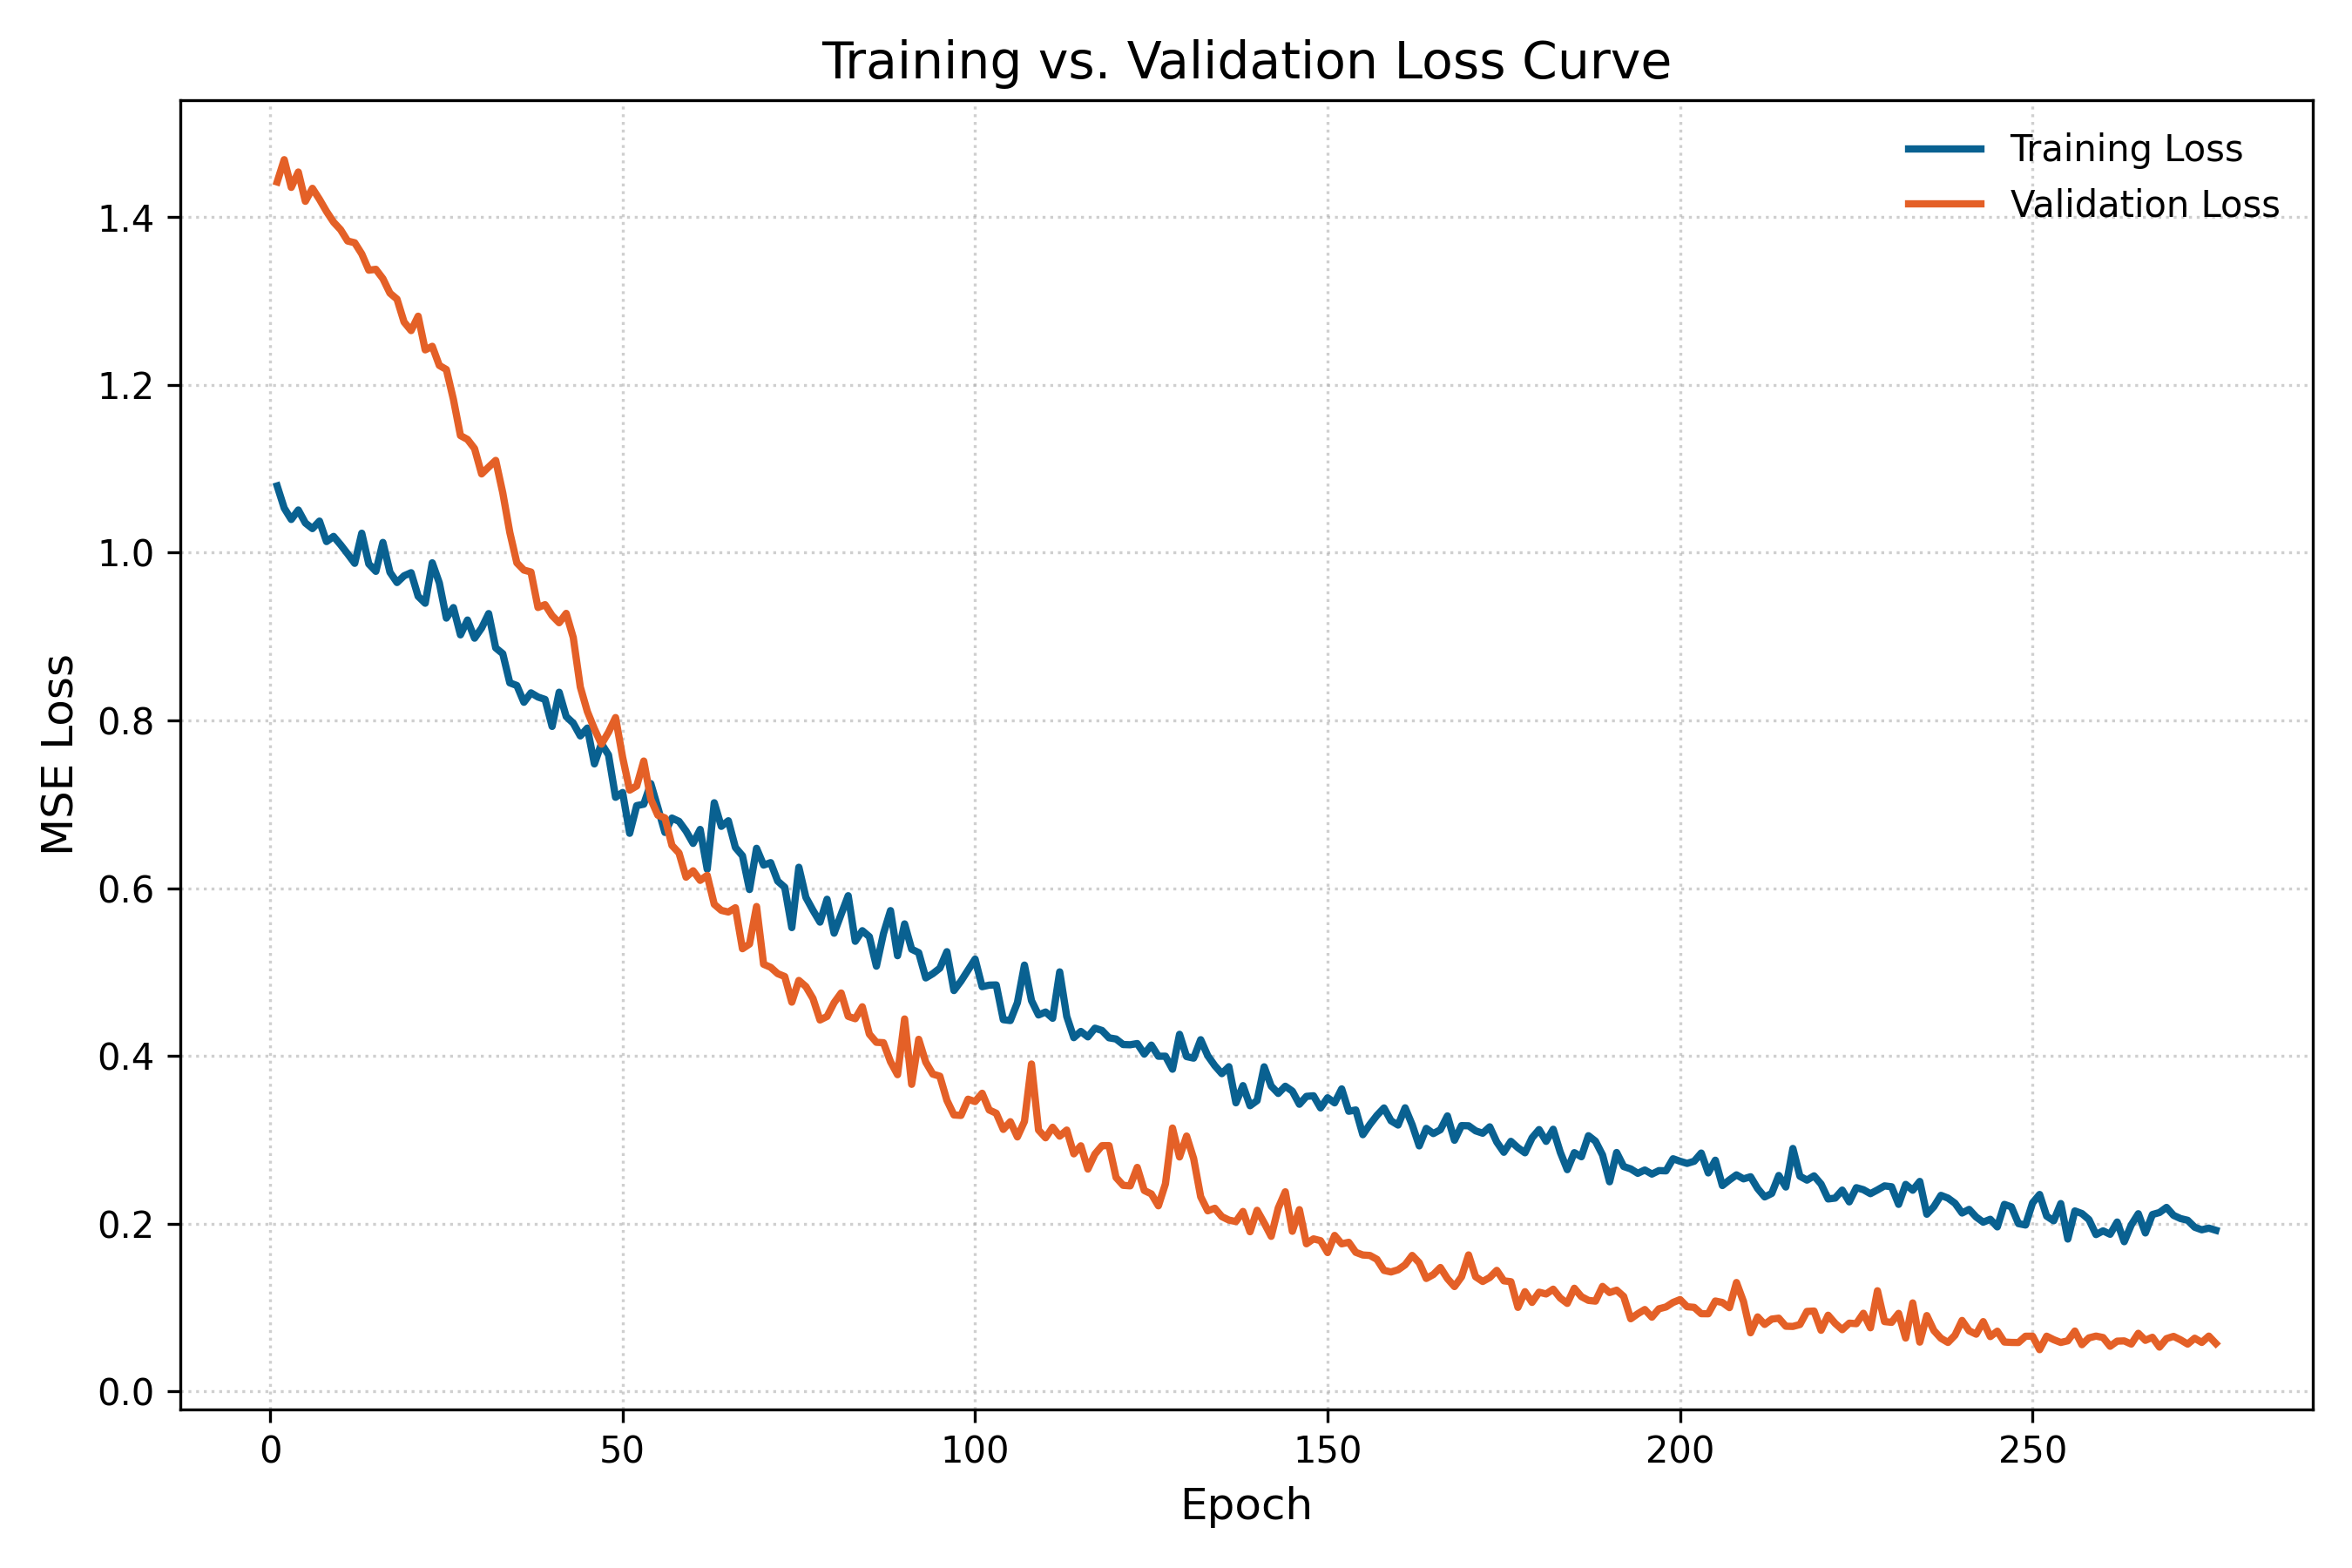 Training vs. Validation Loss Curve
Training Loss
Validation Loss
1.4
1.2
1.0
0.8
0.6
0.4
0.2
0.0
MSE Loss
0 50 100 150 200 250
Epoch